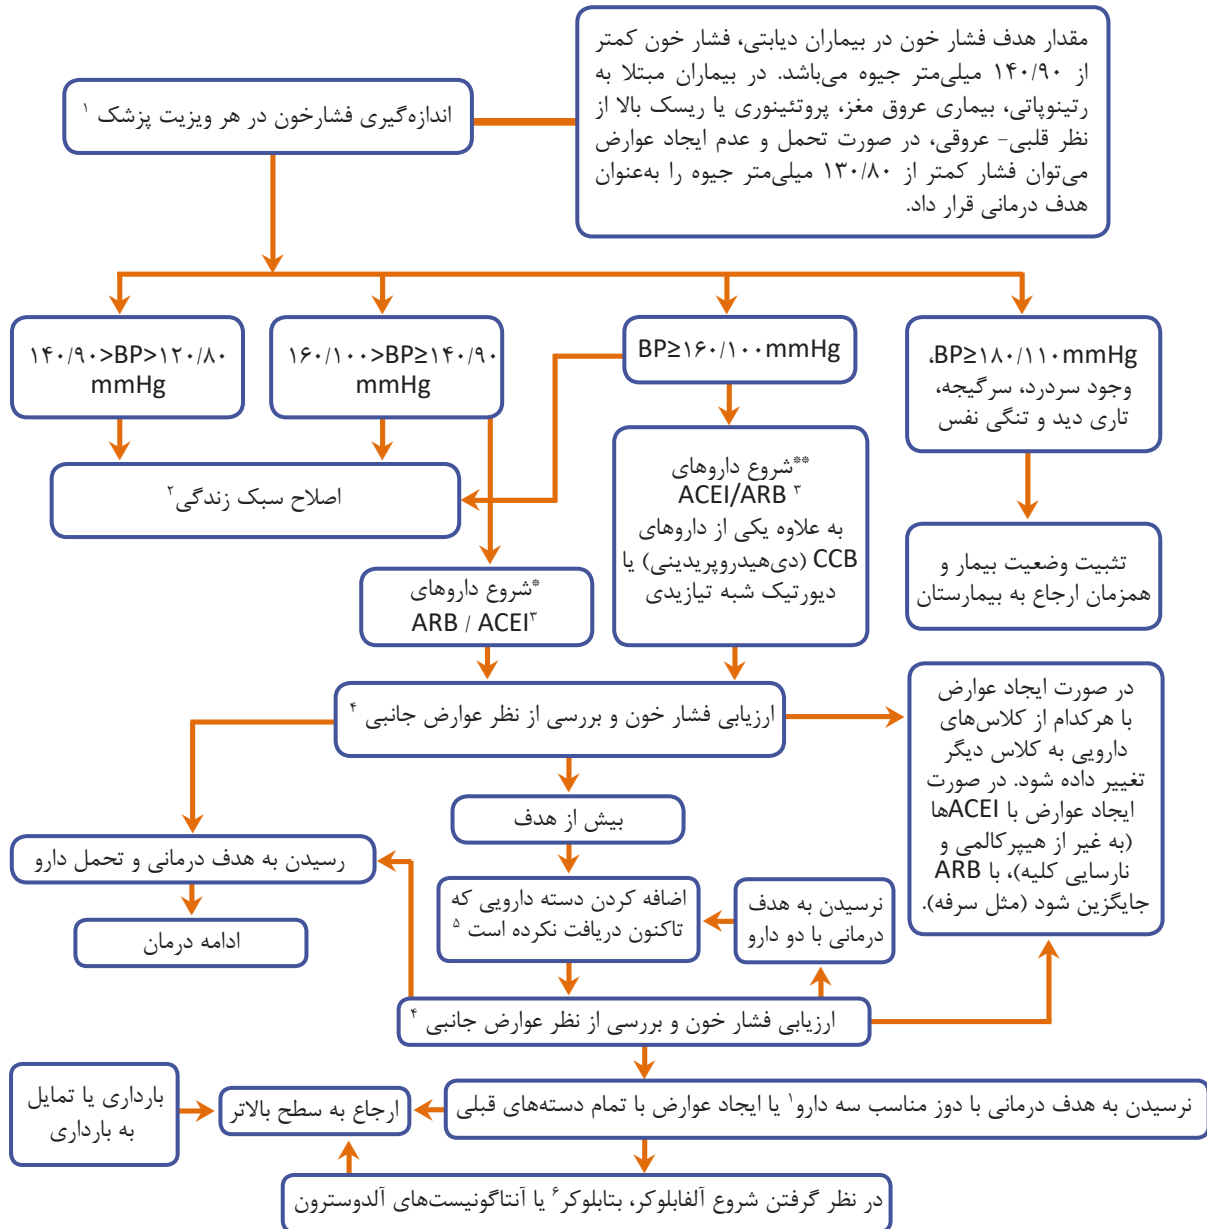 مقدار هدف فشار خون در بیماران دیابتی، فشار خون کمتر
از ۱۴۰/۹۰ میلی‌متر جیوه می‌باشد. در بیماران مبتلا به
رتینوپاتی، بیماری عروق مغز، پروتئینوری یا ریسک بالا از
نظر قلبی- عروقی، در صورت تحمل و عدم ایجاد عوارض
می‌توان فشار کمتر از ۱۳۰/۸۰ میلی‌متر جیوه را به‌عنوان
هدف درمانی قرار داد.
اندازه‌گیری فشارخون در هر ویزیت پزشک ۱
BP≥۱۸۰/۱۱۰mmHg،
وجود سردرد، سرگیجه،
تاری دید و تنگی نفس
BP≥۱۶۰/۱۰۰mmHg
۱۶۰/۱۰۰>BP≥۱۴۰/۹۰
mmHg
۱۴۰/۹۰>BP>۱۲۰/۸۰
mmHg
تثبیت وضعیت بیمار و
همزمان ارجاع به بیمارستان
**شروع داروهای
ACEI/ARB ۳
به علاوه یکی از داروهای
CCB (دی‌هیدروپریدینی) یا
دیورتیک شبه تیازیدی
اصلاح سبک زندگی۲
*شروع داروهای
ARB / ACEI۳
ارزیابی فشار خون و بررسی از نظر عوارض جانبی ۴
در صورت ایجاد عوارض
با هرکدام از کلاس‌های
دارویی به کلاس دیگر
تغییر داده شود. در صورت
ایجاد عوارض با ACEIها
(به غیر از هیپرکالمی و
نارسایی کلیه)، با ARB
جایگزین شود (مثل سرفه).
بیش از هدف
رسیدن به هدف درمانی و تحمل دارو
ادامه درمان
اضافه کردن دسته دارویی که
تاکنون دریافت نکرده است ۵
نرسیدن به هدف
درمانی با دو دارو
ارزیابی فشار خون و بررسی از نظر عوارض جانبی ۴
نرسیدن به هدف درمانی با دوز مناسب سه دارو۱ یا ایجاد عوارض با تمام دسته‌های قبلی
ارجاع به سطح بالاتر
بارداری یا تمایل
به بارداری
در نظر گرفتن شروع آلفابلوکر، بتابلوکر۶ یا آنتاگونیست‌های آلدوسترون